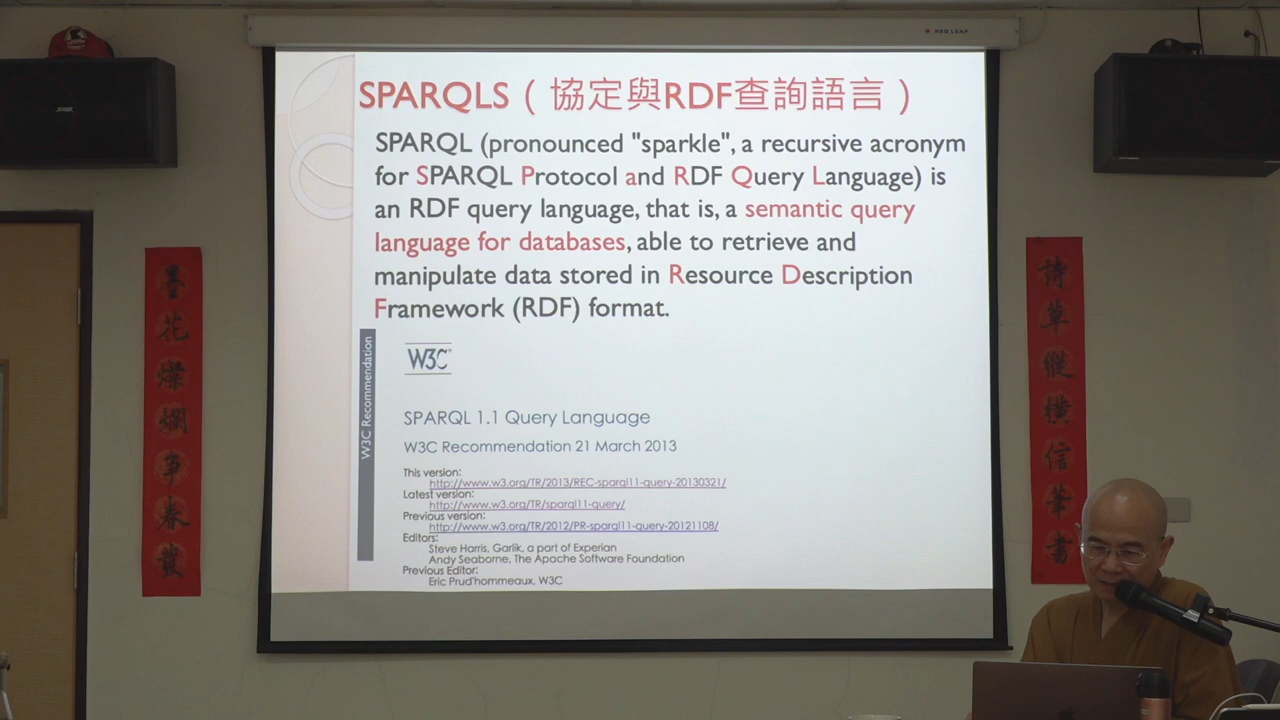 RED LEAF
SPARQLS（協定與RDF查詢語言）
SPARQL (pronounced "sparkle", a recursive acronym
for SPARQL Protocol and RDF Query Language) is
an RDF query language, that is, a semantic query
language for databases, able to retrieve and
manipulate data stored in Resource Description
Framework (RDF) format.
W3C Recommendation
W3C
SPARQL 1.1 Query Language
W3C Recommendation 21 March 2013
This version:
http://www.w3.org/TR/2013/REC-sparql11-query-20130321/
Latest version:
http://www.w3.org/TR/sparql11-query/
Previous version:
http://www.w3.org/TR/2012/PR-sparql11-query-20121108/
Editors:
Steve Harris, Garlik, a part of Experian
Andy Seaborne, The Apache Software Foundation
Previous Editor:
Eric Prud'hommeaux, W3C
墨花燦爛事春農
詩草縱橫信筆書